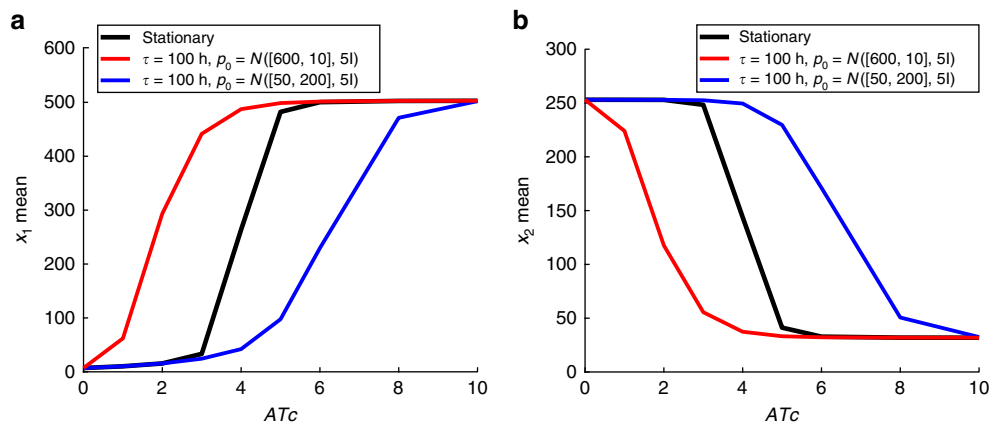 a
Stationary
τ = 100 h, p₀ = N([600, 10], 5I)
τ = 100 h, p₀ = N([50, 200], 5I)
600
500
400
300
200
100
0
x₁ mean
0 2 4 6 8 10
ATc
b
Stationary
τ = 100 h, p₀ = N([600, 10], 5I)
τ = 100 h, p₀ = N([50, 200], 5I)
300
250
200
150
100
50
0
x₂ mean
0 2 4 6 8 10
ATc